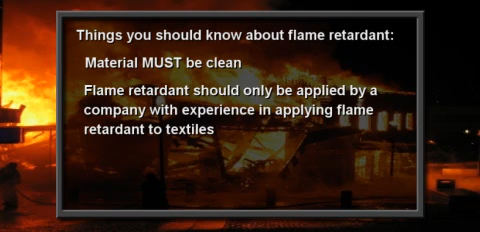 Things you should know about flame retardant:
Material MUST be clean
Flame retardant should only be applied by a
company with experience in applying flame
retardant to textiles